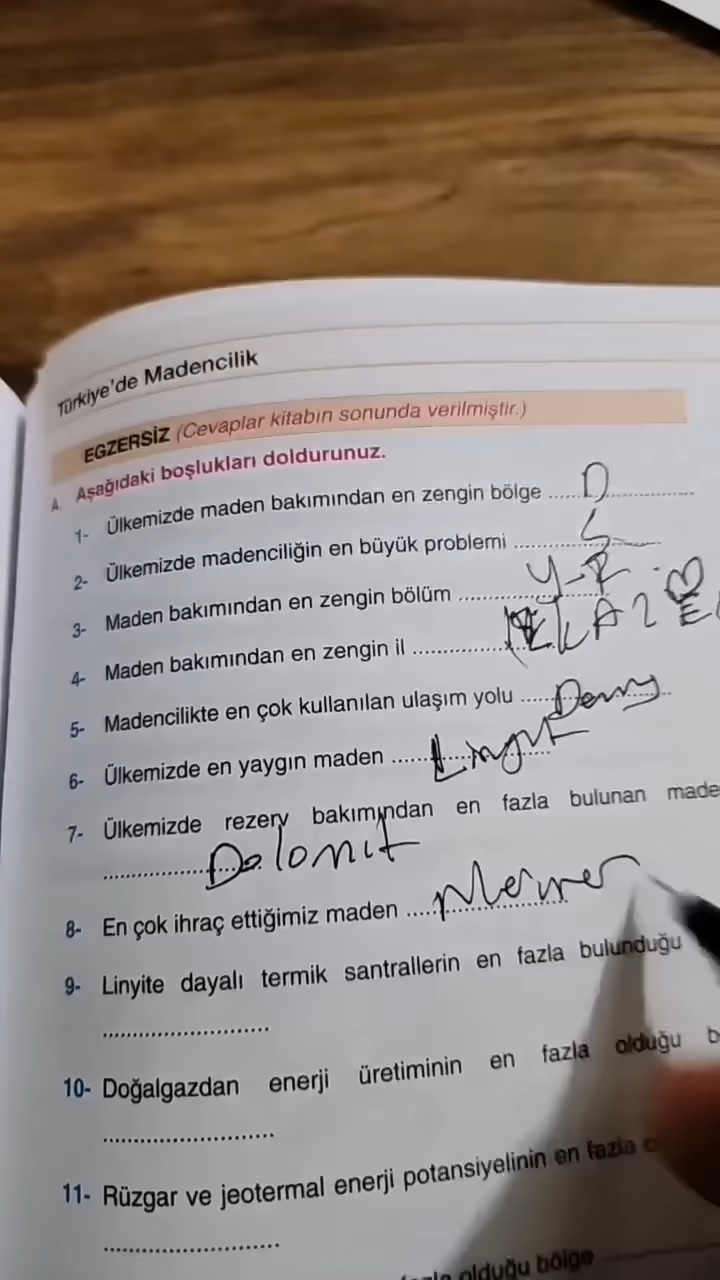 Türkiye'de Madencilik
EGZERSİZ (Cevaplar kitabın sonunda verilmiştir.)
A. Aşağıdaki boşlukları doldurunuz.
1- Ülkemizde maden bakımından en zengin bölge ...... D
2- Ülkemizde madenciliğin en büyük problemi ...... S
3- Maden bakımından en zengin bölüm ...... Y-F
4- Maden bakımından en zengin il ......
5- Madencilikte en çok kullanılan ulaşım yolu ......
6- Ülkemizde en yaygın maden ...... Linyit
7- Ülkemizde rezerv bakımından en fazla bulunan
...... Dolomit
8- En çok ihraç ettiğimiz maden ...... Mermer
9- Linyite dayalı termik santrallerin en fazla bulunduğu
......
10- Doğalgazdan enerji üretiminin en fazla olduğu
......
11- Rüzgar ve jeotermal enerji potansiyelinin en fazla
......
olduğu bölge